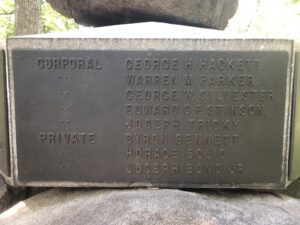 CORPORAL GEORGE H. HACKETT.
" WARREN M. PARKER.
" GEORGE W. SYLVESTER.
" EDWARD O. F. STINSON.
" JOSEPH TRICKY.
PRIVATE BYRON BENNETT.
" HORACE
" JOSEPH BOND JR.